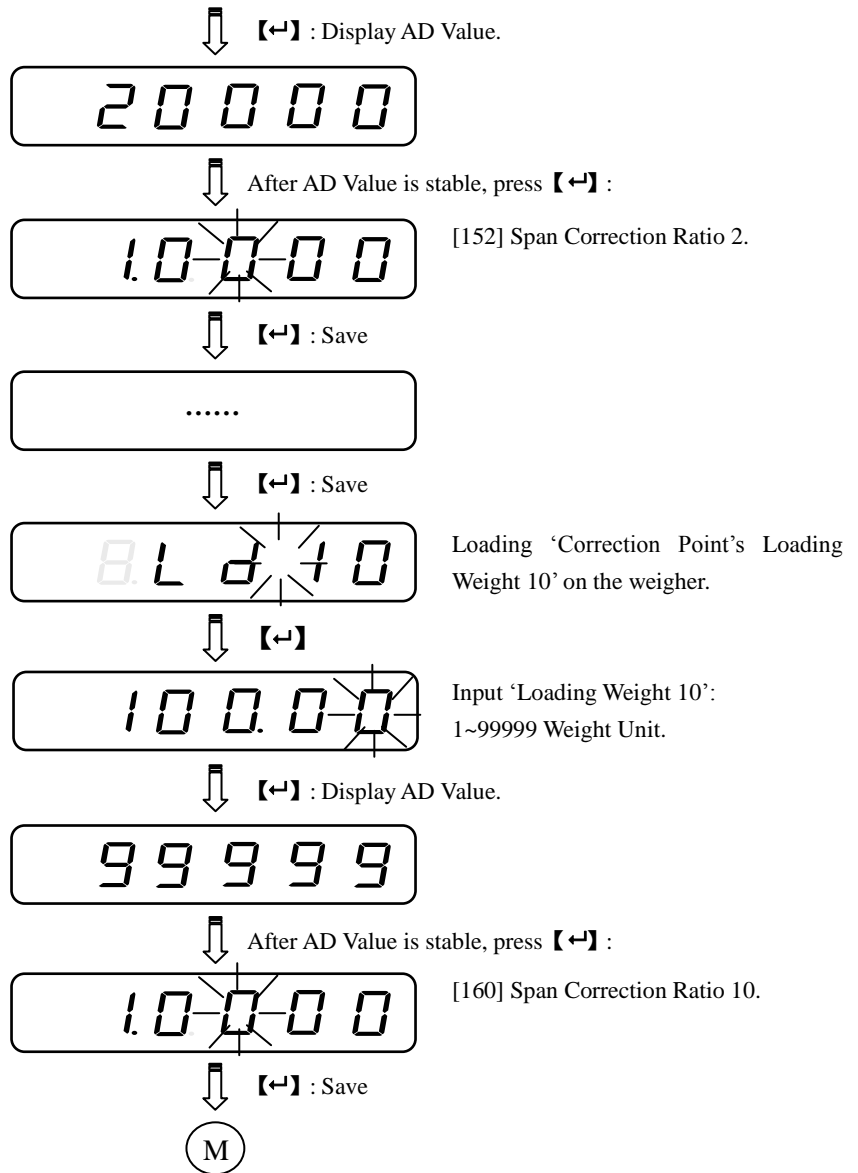 【↵】: Display AD Value.
20000
After AD Value is stable, press【↵】:
1.0000
[152] Span Correction Ratio 2.
【↵】: Save
......
【↵】: Save
Ld 10
Loading ‘Correction Point's Loading
Weight 10’ on the weigher.
【↵】
100.00
Input ‘Loading Weight 10’:
1~99999 Weight Unit.
【↵】: Display AD Value.
99999
After AD Value is stable, press【↵】:
1.0000
[160] Span Correction Ratio 10.
【↵】: Save
M